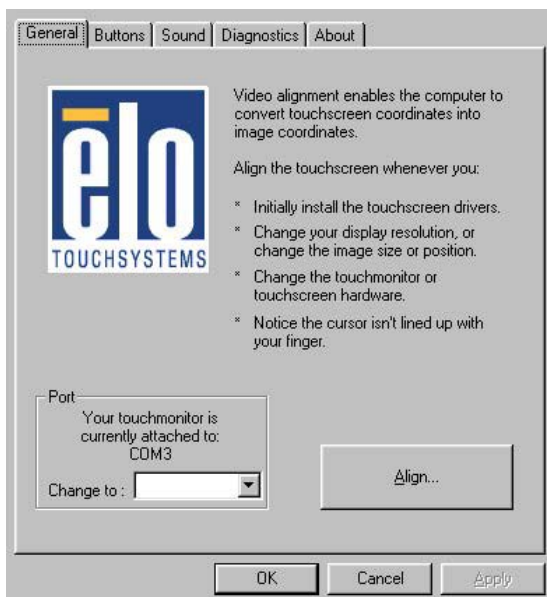 General Buttons Sound Diagnostics About
elo
TOUCHSYSTEMS
Video alignment enables the computer to
convert touchscreen coordinates into
image coordinates.
Align the touchscreen whenever you:
* Initially install the touchscreen drivers.
* Change your display resolution, or
change the image size or position.
* Change the touchmonitor or
touchscreen hardware.
* Notice the cursor isn't lined up with
your finger.
Port
Your touchmonitor is
currently attached to:
COM3
Change to :
Align...
OK Cancel Apply